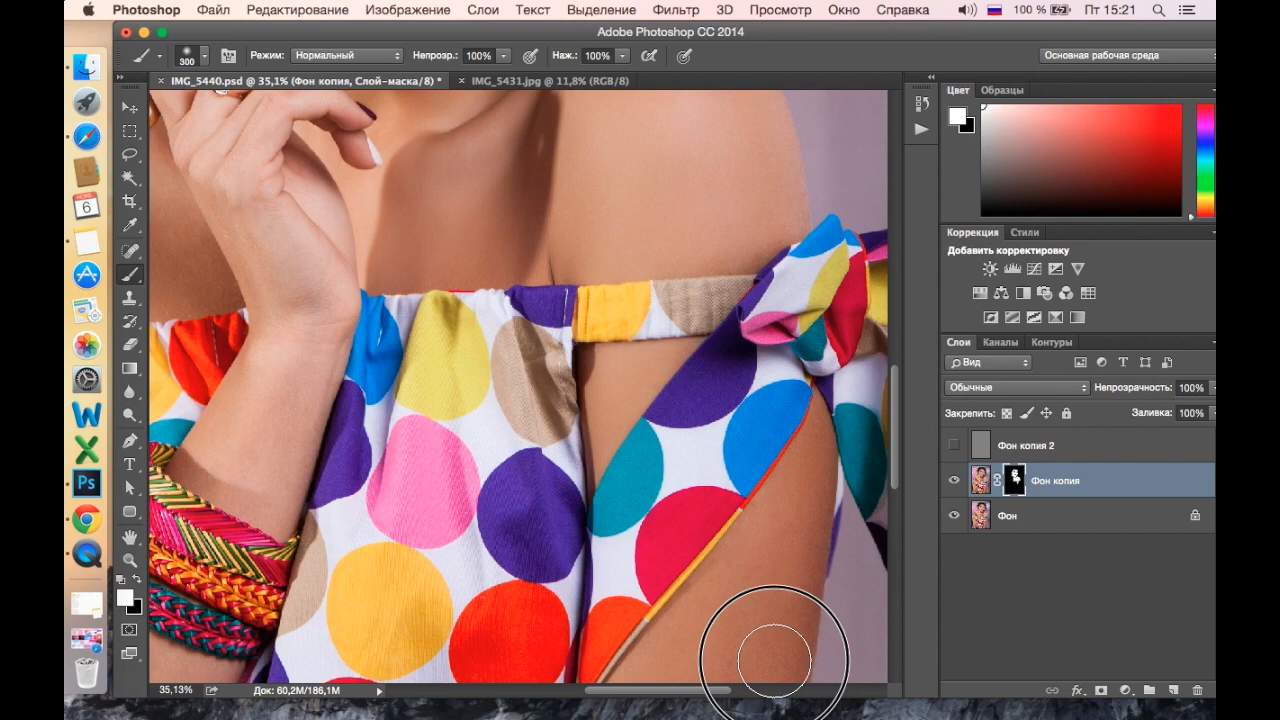 Photoshop Файл Редактирование Изображение Слои Текст Выделение Фильтр 3D Просмотр Окно Справка 100 % Пт 15:21
Adobe Photoshop CC 2014
300 Режим: Нормальный Непрозр.: 100% Наж.: 100% Основная рабочая среда
× IMG_5440.psd @ 35,1% (Фон копия, Слой-маска/8) * × IMG_5431.jpg @ 11,8% (RGB/8)
Цвет Образцы
6
Коррекция Стили
Добавить корректировку
Слои Каналы Контуры
Вид
Обычные Непрозрачность: 100%
Закрепить: Заливка: 100%
Фон копия 2
Фон копия
Фон
Ps
T
fx
35,13% Док: 60,2M/186,1M